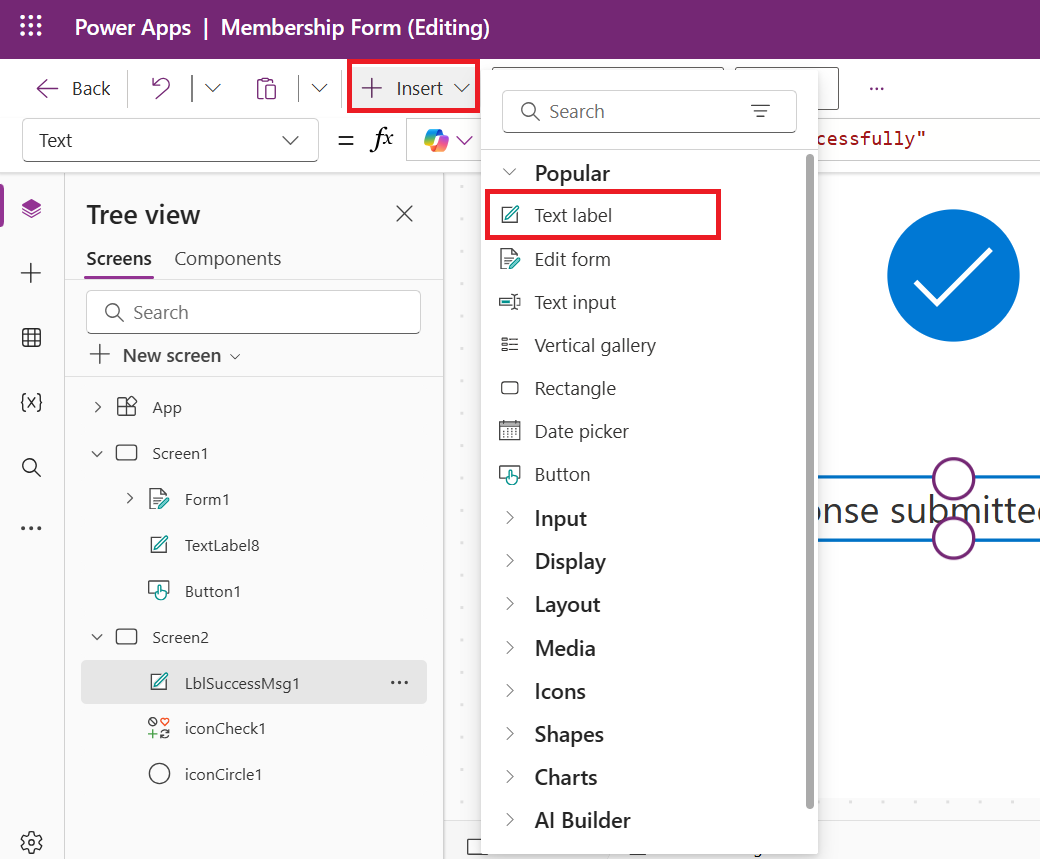 Power Apps | Membership Form (Editing)
Back
Insert
Text
= fx
cessfully"
Search
Popular
Text label
Edit form
Text input
Vertical gallery
Rectangle
Date picker
Button
Input
Display
Layout
Media
Icons
Shapes
Charts
AI Builder
Tree view
Screens Components
Search
New screen
App
Screen1
Form1
TextLabel8
Button1
Screen2
LblSuccessMsg1
iconCheck1
iconCircle1
onse submitted